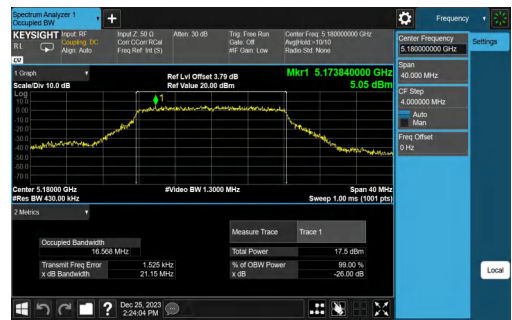 Spectrum Analyzer 1
Occupied BW
Frequency
KEYSIGHT
Input: RF
Coupling: DC
Align: Auto
Input Z: 50 Ω
Corr CCorr RCal
Freq Ref: Int (S)
Atten: 30 dB
Trig: Free Run
Gate: Off
#IF Gain: Low
Center Freq: 5.180000000 GHz
Avg|Hold:>10/10
Radio Std: None
R L
LV
Center Frequency
5.180000000 GHz
Settings
Span
40.000 MHz
CF Step
4.000000 MHz
Auto
Man
Freq Offset
0 Hz
Local
1 Graph
Scale/Div 10.0 dB
Ref Lvl Offset 3.79 dB
Ref Value 20.00 dBm
Mkr1 5.173840000 GHz
5.05 dBm
Log
10.0
0.00
-10.0
-20.0
-30.0
-40.0
-50.0
-60.0
-70.0
1
Center 5.18000 GHz
#Res BW 430.00 kHz
#Video BW 1.3000 MHz
Span 40 MHz
Sweep 1.00 ms (1001 pts)
2 Metrics
Measure Trace
Trace 1
Occupied Bandwidth
16.568 MHz
Total Power
17.5 dBm
Transmit Freq Error
1.525 kHz
% of OBW Power
99.00 %
x dB Bandwidth
21.15 MHz
x dB
-26.00 dB
?
Dec 25, 2023
2:24:04 PM